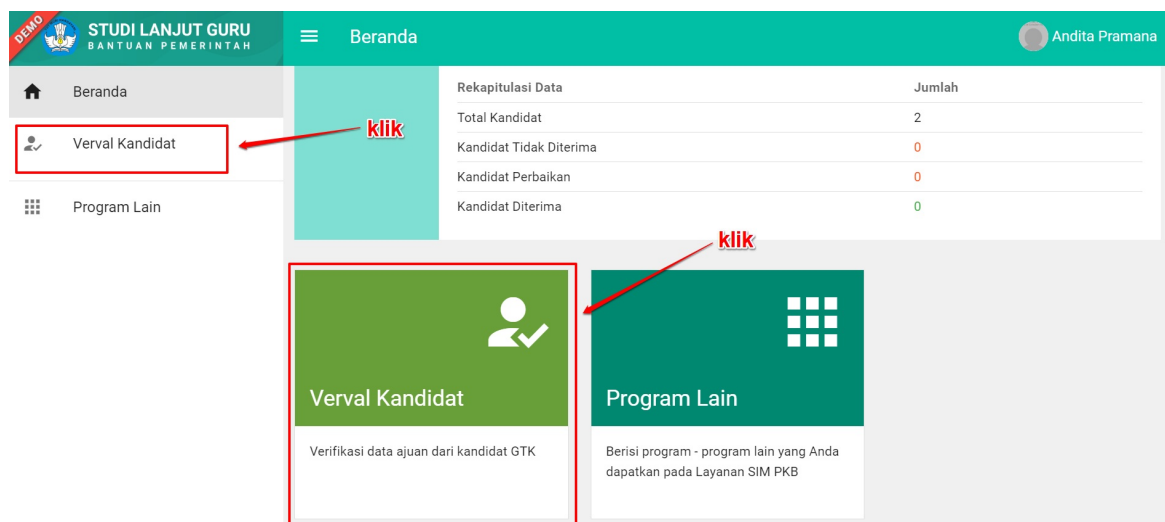 DEMO
STUDI LANJUT GURU
BANTUAN PEMERINTAH
Beranda
Andita Pramana
Beranda
Verval Kandidat
Program Lain
klik
Rekapitulasi Data Jumlah
Total Kandidat 2
Kandidat Tidak Diterima 0
Kandidat Perbaikan 0
Kandidat Diterima 0
klik
Verval Kandidat
Verifikasi data ajuan dari kandidat GTK
Program Lain
Berisi program - program lain yang Anda
dapatkan pada Layanan SIM PKB